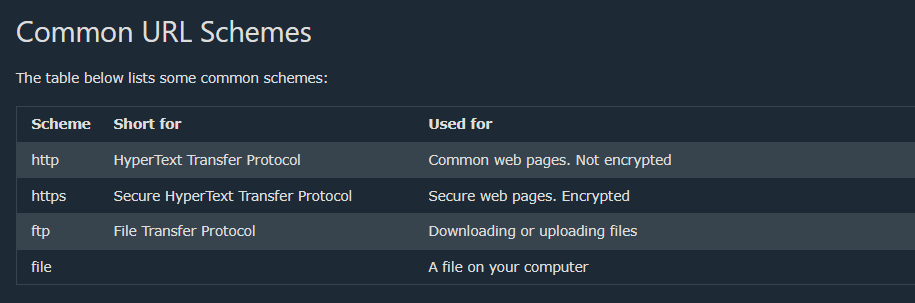 Common URL Schemes
The table below lists some common schemes:
Scheme Short for Used for
http HyperText Transfer Protocol Common web pages. Not encrypted
https Secure HyperText Transfer Protocol Secure web pages. Encrypted
ftp File Transfer Protocol Downloading or uploading files
file A file on your computer